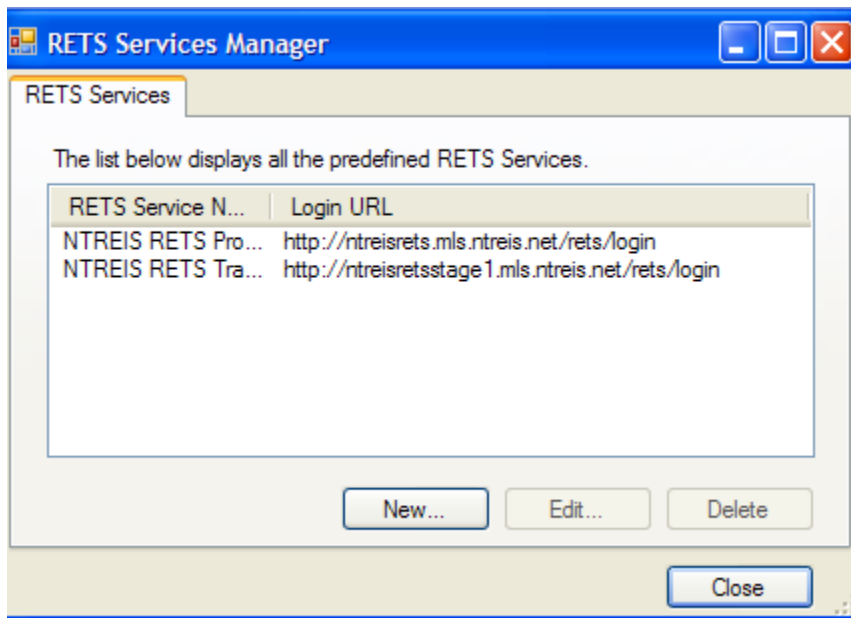 RETS Services Manager
RETS Services
The list below displays all the predefined RETS Services.
RETS Service N... Login URL
NTREIS RETS Pro... http://ntreisrets.mls.ntreis.net/rets/login
NTREIS RETS Tra... http://ntreisretsstage1.mls.ntreis.net/rets/login
New... Edit... Delete
Close